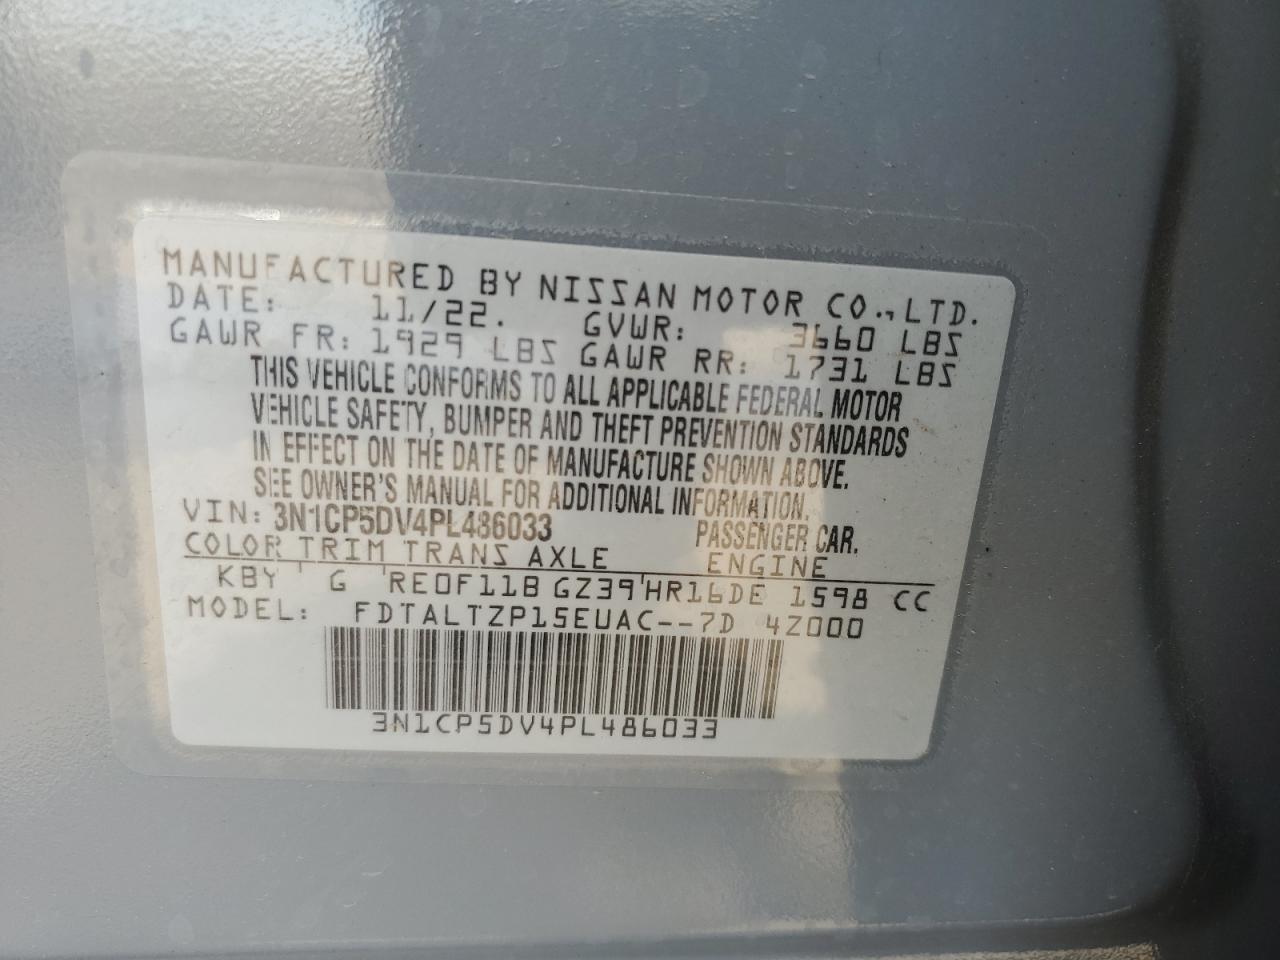 MANUFACTURED BY NISSAN MOTOR CO., LTD.
DATE: 11/22. GVWR: 3660 LBS
GAWR FR: 1929 LBS GAWR RR: 1731 LBS
THIS VEHICLE CONFORMS TO ALL APPLICABLE FEDERAL MOTOR
VEHICLE SAFETY, BUMPER AND THEFT PREVENTION STANDARDS
IN EFFECT ON THE DATE OF MANUFACTURE SHOWN ABOVE.
SEE OWNER'S MANUAL FOR ADDITIONAL INFORMATION.
VIN: 3N1CP5DV4PL486033 PASSENGER CAR.
COLOR TRIM TRANS AXLE ENGINE
KBY G RE0F11B GZ39 HR16DE 1598 CC
MODEL: FDTALTZP15EUAC--7D 4Z000
3N1CP5DV4PL486033